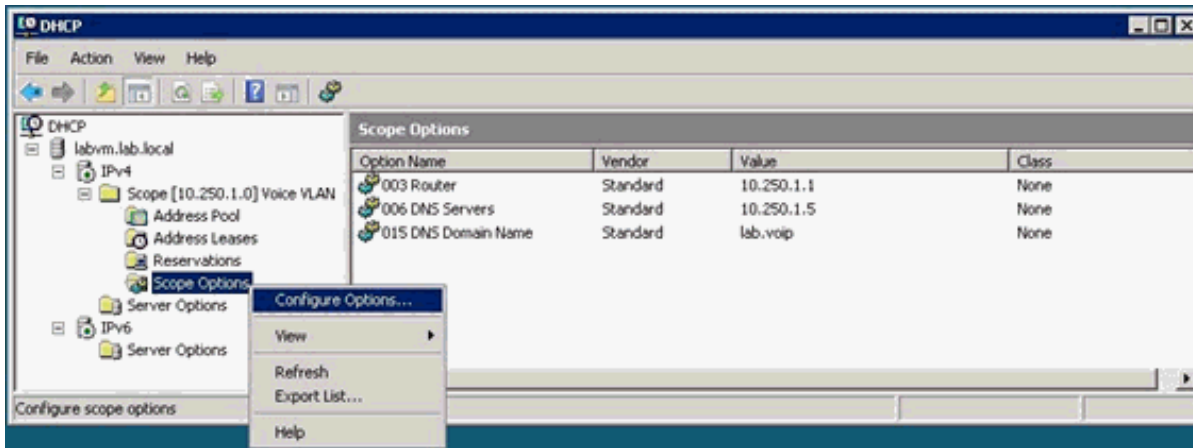 DHCP
File Action View Help
DHCP
labvm.lab.local
IPv4
Scope [10.250.1.0] Voice VLAN
Address Pool
Address Leases
Reservations
Scope Options
Server Options
IPv6
Server Options
Scope Options
Option Name Vendor Value Class
003 Router Standard 10.250.1.1 None
006 DNS Servers Standard 10.250.1.5 None
015 DNS Domain Name Standard lab.voip None
Configure Options...
View
Refresh
Export List...
Help
Configure scope options